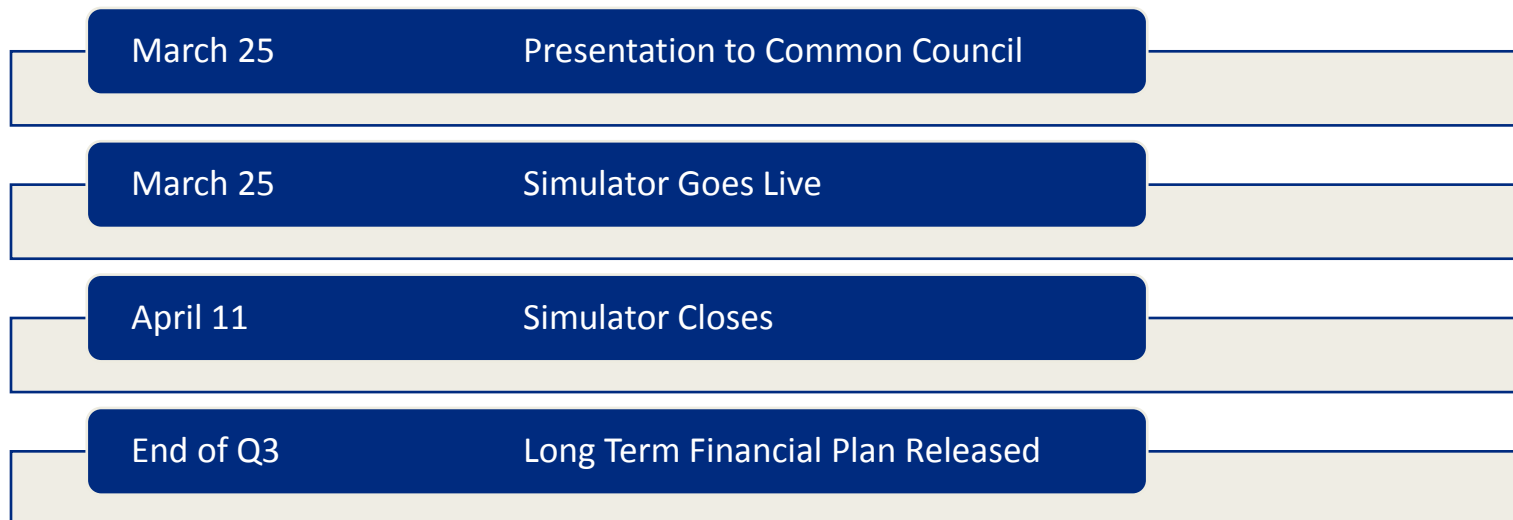 March 25 Presentation to Common Council
March 25 Simulator Goes Live
April 11 Simulator Closes
End of Q3 Long Term Financial Plan Released